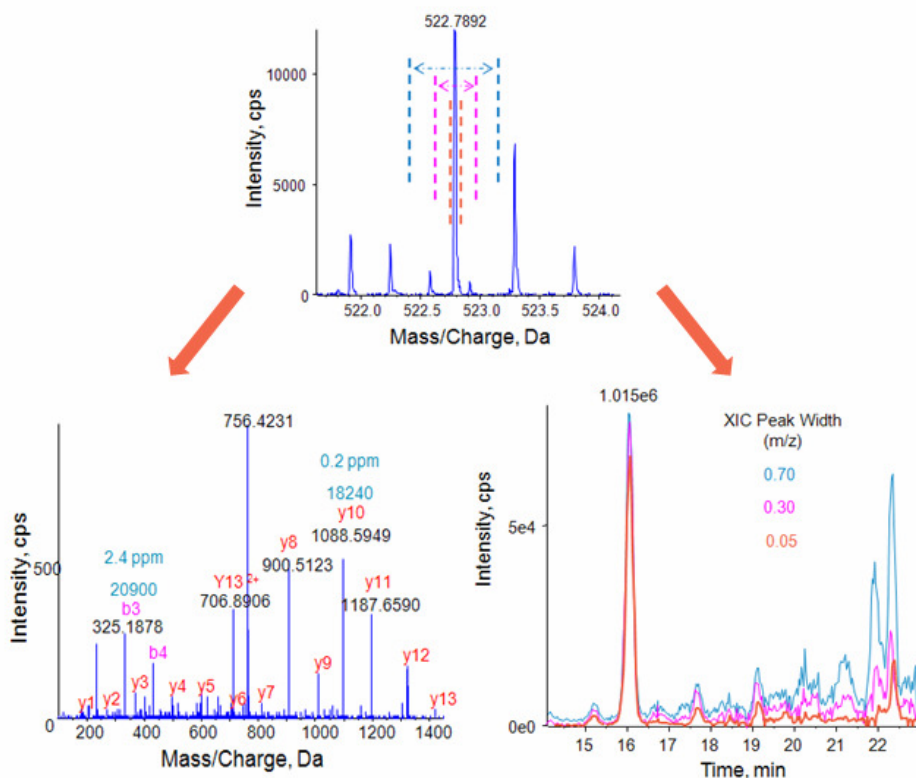 522.7892
10000
5000
0
Intensity, cps
522.0 522.5 523.0 523.5 524.0
Mass/Charge, Da
756.4231
0.2 ppm
18240
y10
1088.5949
y8
900.5123
2.4 ppm
20900
b3
325.1878
Y13 2+
706.8906
y11
1187.6590
b4
y1 y2 y3 y4 y5 y6 y7 y9 y12 y13
500
0
Intensity, cps
200 400 600 800 1000 1200 1400
Mass/Charge, Da
1.015e6
XIC Peak Width
(m/z)
0.70
0.30
0.05
5e4
0e0
Intensity, cps
15 16 17 18 19 20 21 22
Time, min